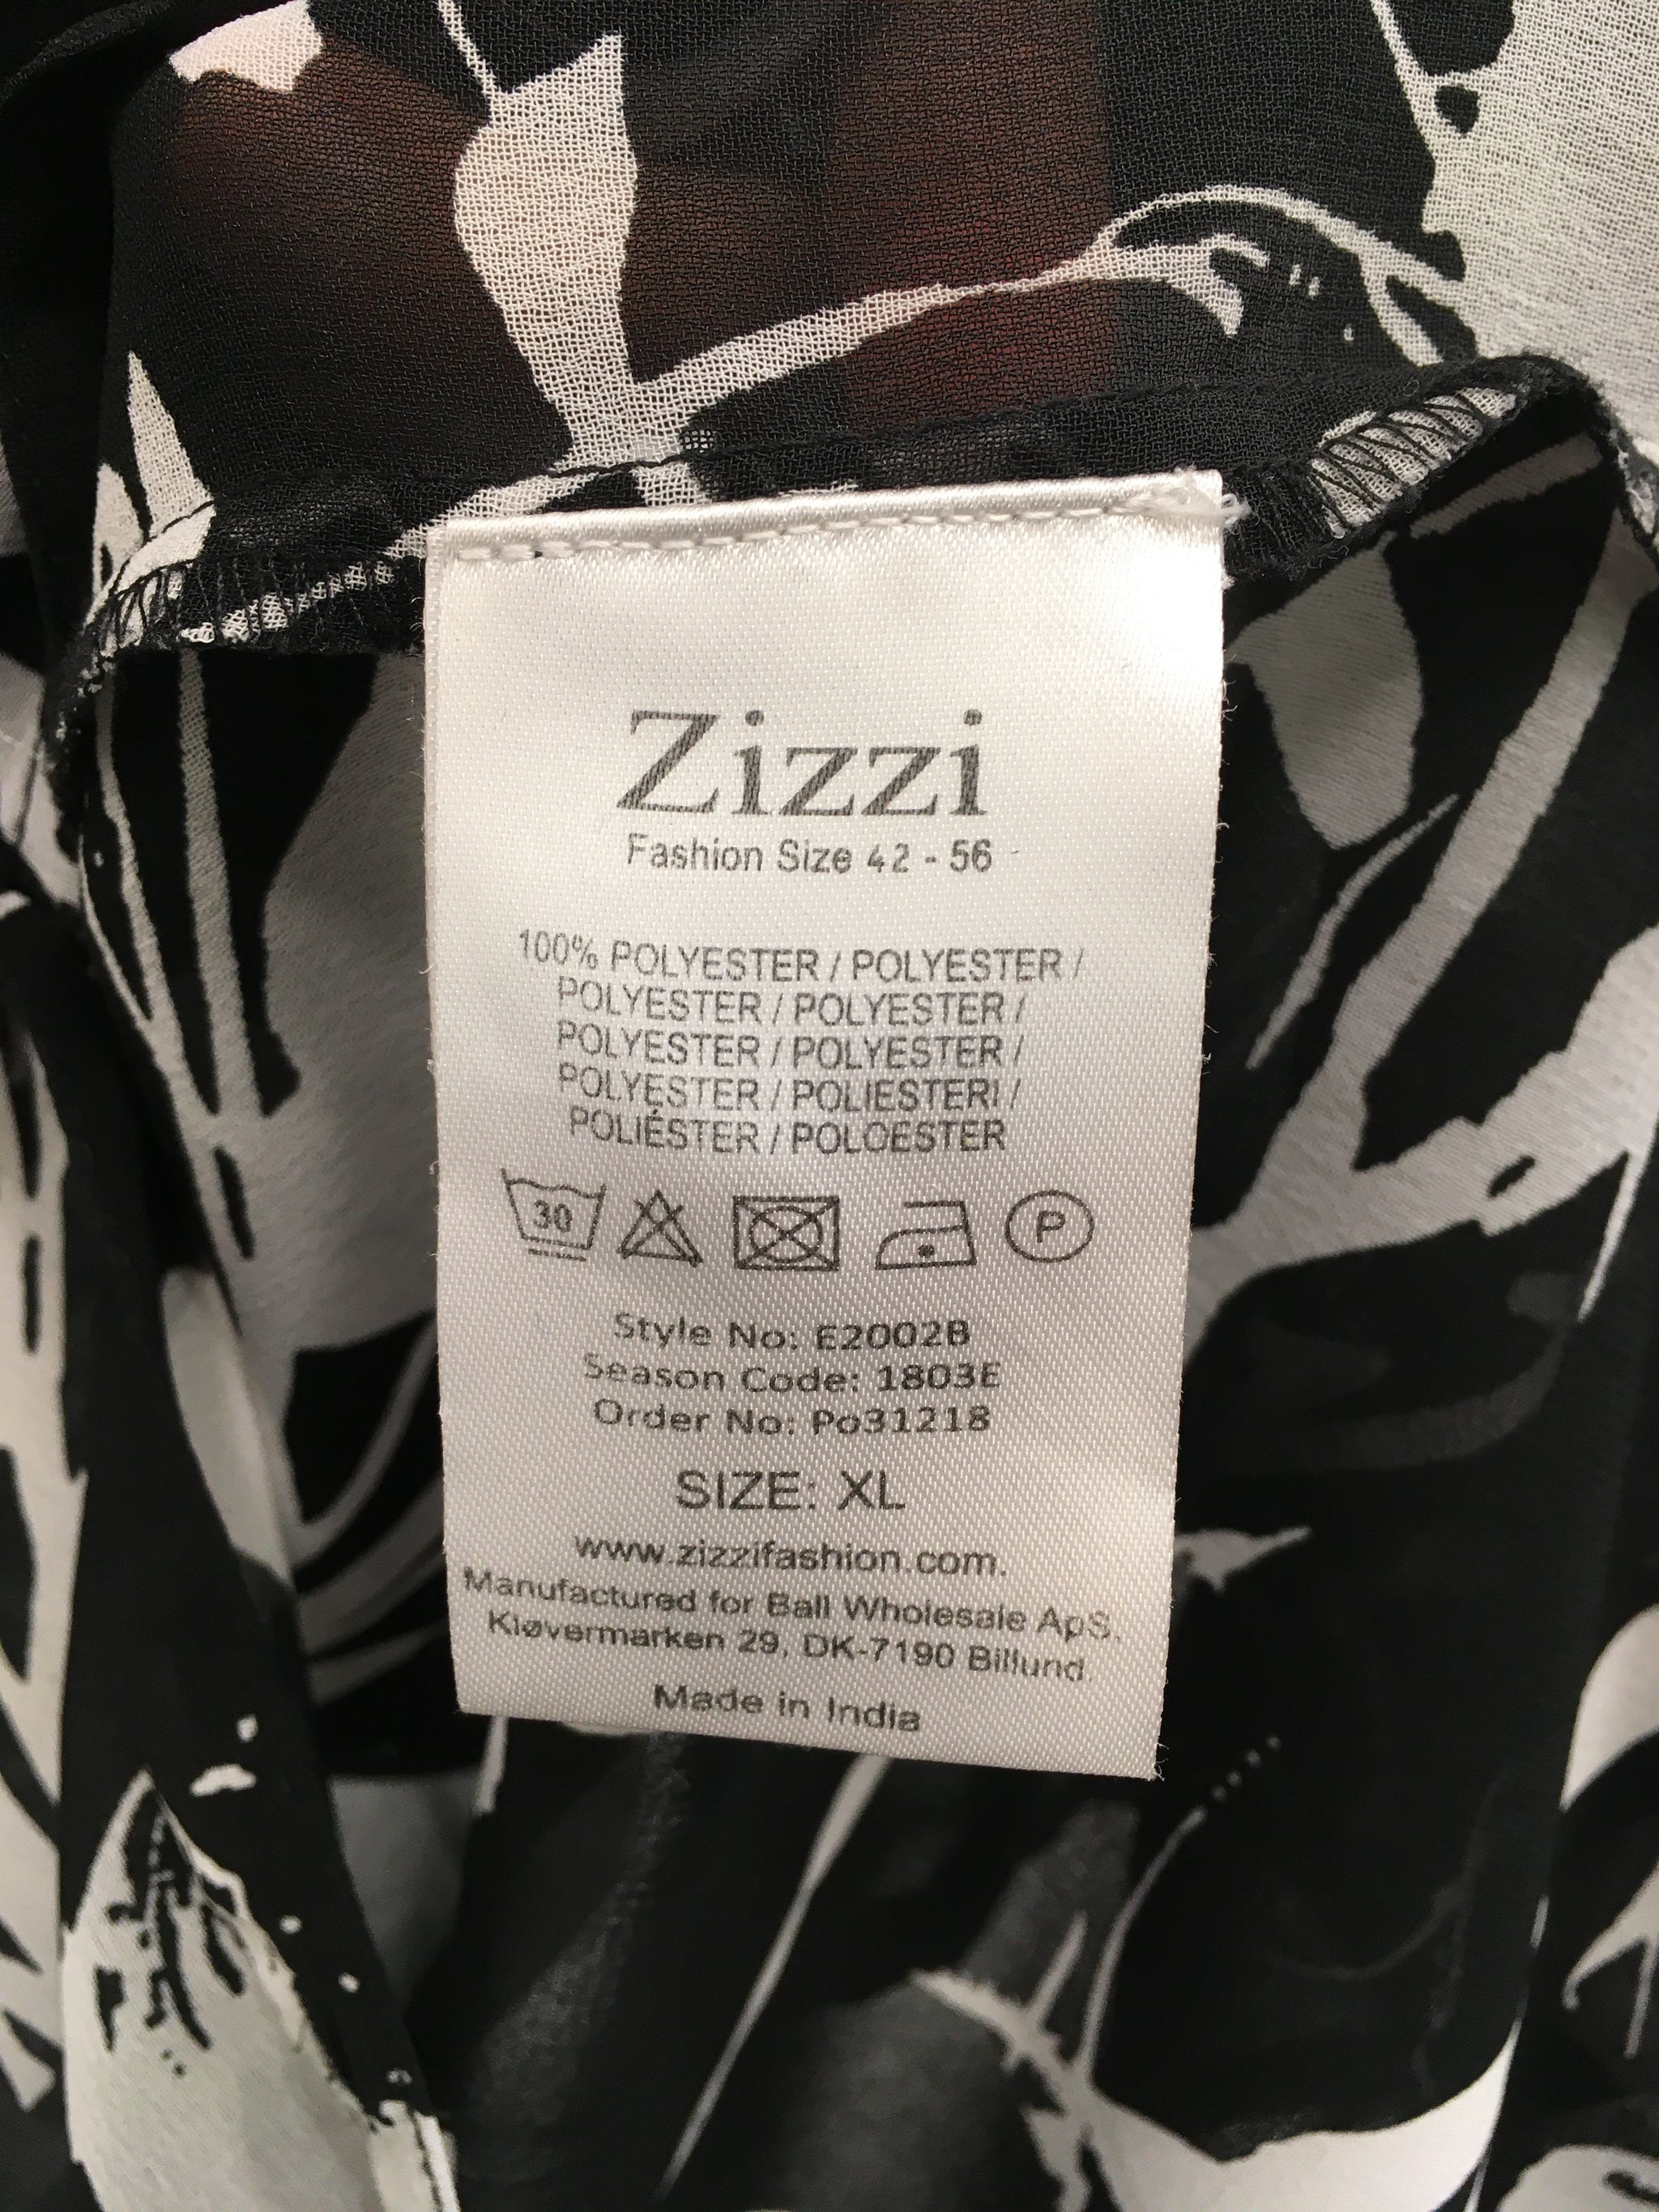 Zizzi
Fashion Size 42 - 56
100% POLYESTER / POLYESTER /
POLYESTER / POLYESTER /
POLYESTER / POLYESTER /
POLYESTER / POLIESTERI /
POLIÉSTER / POLOESTER
30
P
Style No: E2002B
Season Code: 1803E
Order No: Po31218
SIZE: XL
www.zizzifashion.com.
Manufactured for Ball Wholesale ApS.
Kløvermarken 29, DK-7190 Billund.
Made in India